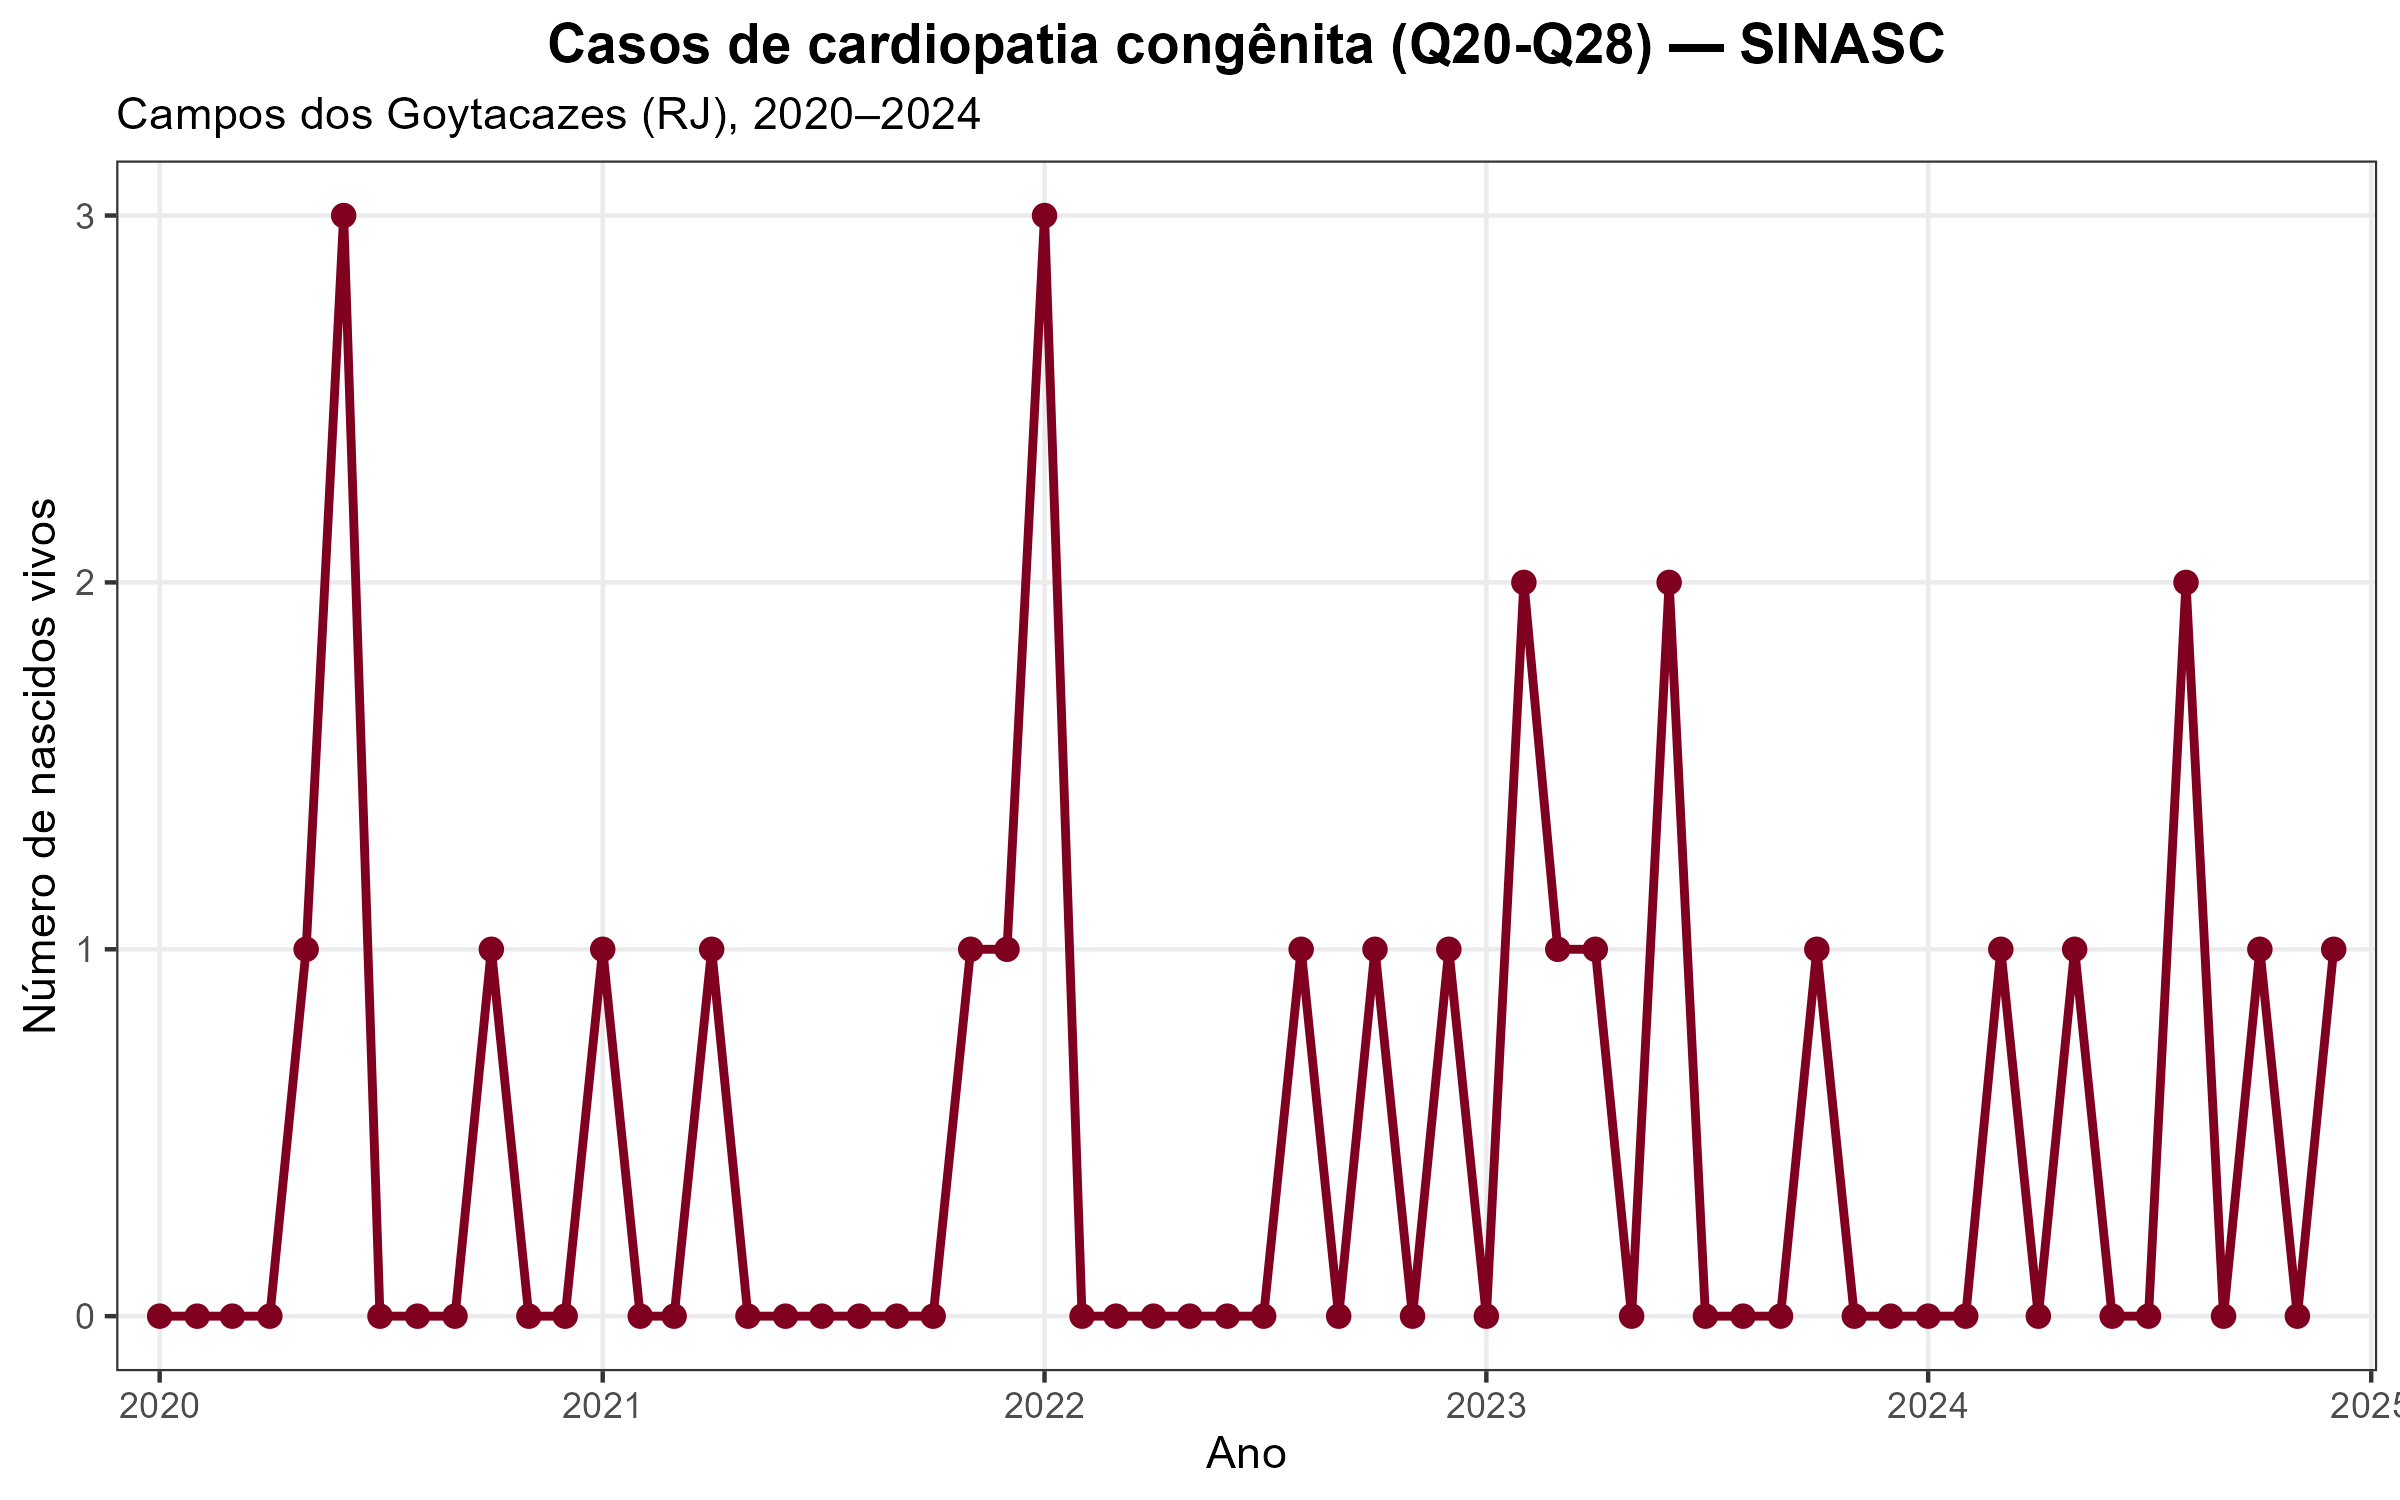 Casos de cardiopatia congênita (Q20-Q28) — SINASC
Campos dos Goytacazes (RJ), 2020–2024
Número de nascidos vivos
3
2
1
0
2020 2021 2022 2023 2024 2025
Ano